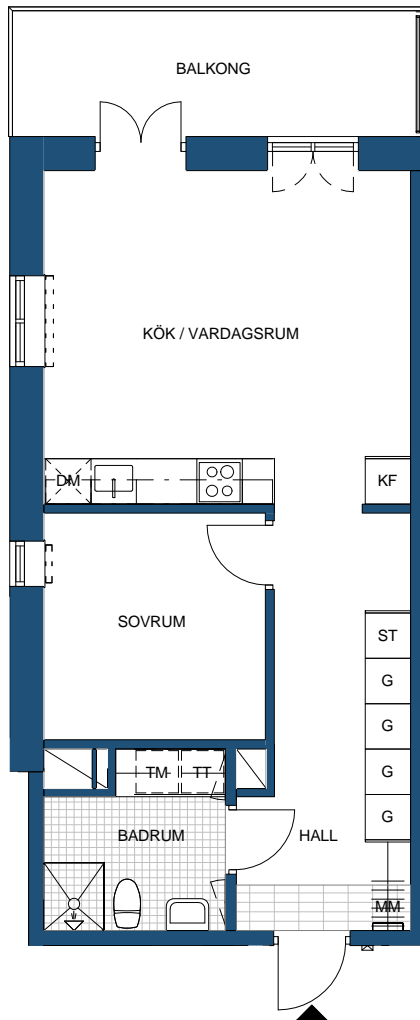 BALKONG
KÖK / VARDAGSRUM
DM
KF
SOVRUM
ST
G
G
G
G
TM
TT
BADRUM
HALL
MM